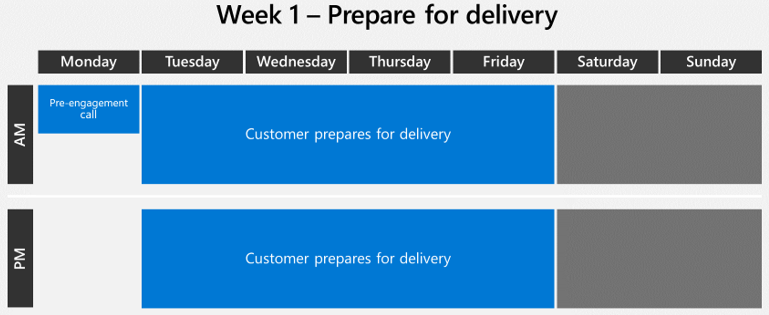 Week 1 – Prepare for delivery
Monday Tuesday Wednesday Thursday Friday Saturday Sunday
AM
Pre-engagement
call
Customer prepares for delivery
PM
Customer prepares for delivery